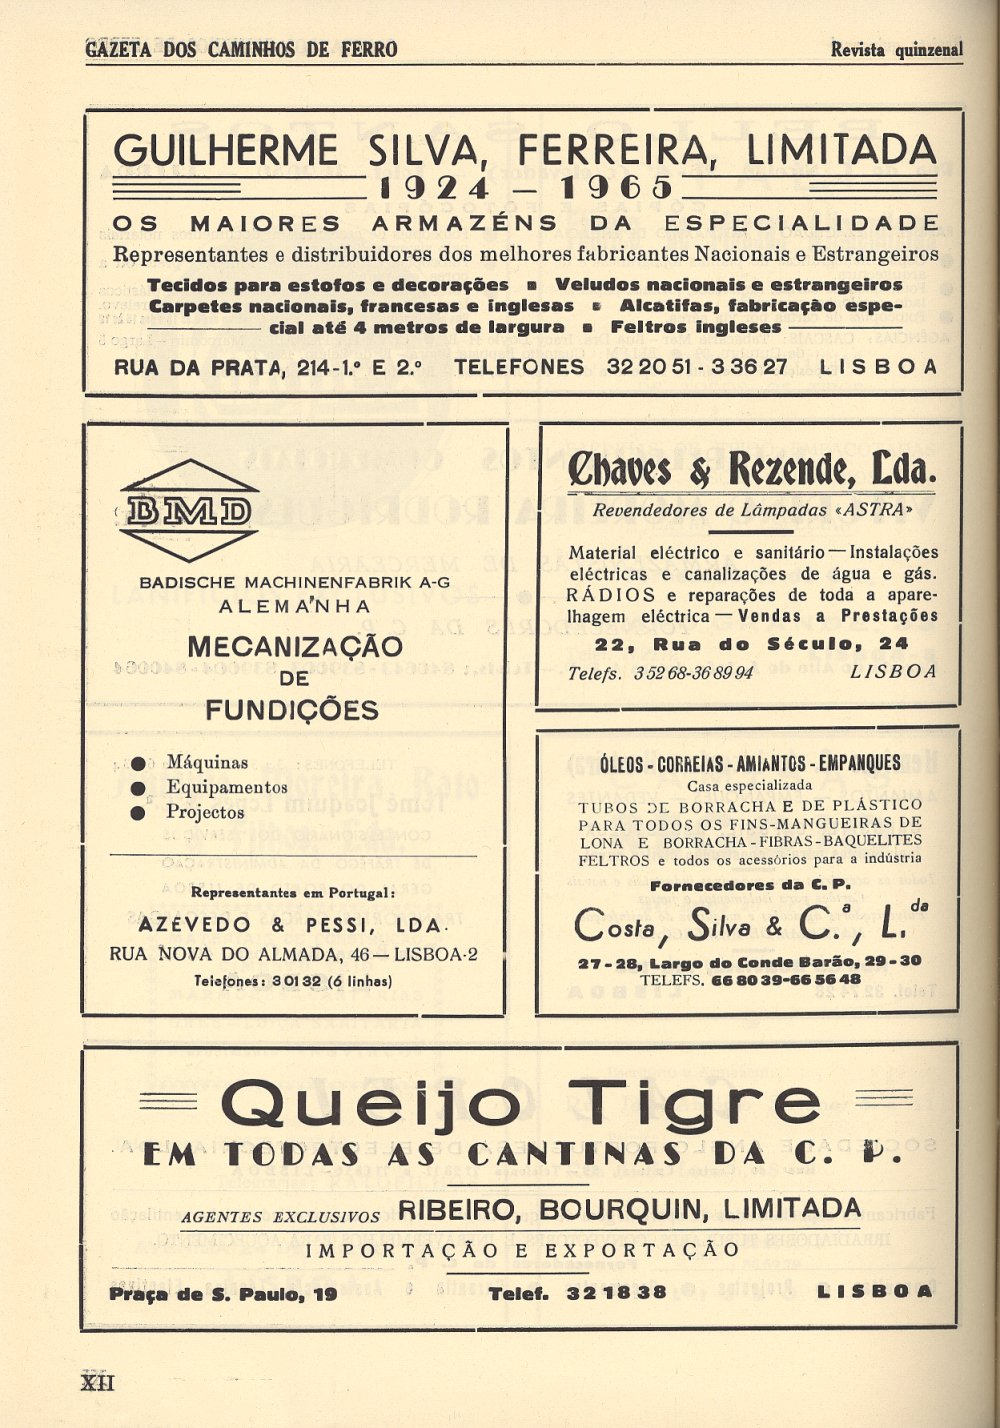 GAZETA DOS CAMINHOS DE FERRO
Revista quinzenal
GUILHERME SILVA, FERREIRA, LIMITADA
1924 — 1965
OS MAIORES ARMAZÉNS DA ESPECIALIDADE
Representantes e distribuidores dos melhores fabricantes Nacionais e Estrangeiros
Tecidos para estofos e decorações ■ Veludos nacionais e estrangeiros
Carpetes nacionais, francesas e inglesas ■ Alcatifas, fabricação espe-
cial até 4 metros de largura ■ Feltros ingleses
RUA DA PRATA, 214-1.º E 2.º TELEFONES 32 20 51 - 3 36 27 LISBOA
BMD
BADISCHE MACHINENFABRIK A-G
ALEMANHA
MECANIZAÇÃO
DE
FUNDIÇÕES
● Máquinas
● Equipamentos
● Projectos
Representantes em Portugal:
AZEVEDO & PESSI, LDA.
RUA NOVA DO ALMADA, 46 — LISBOA-2
Telefones: 3 01 32 (6 linhas)
Chaves & Rezende, Lda.
Revendedores de Lâmpadas «ASTRA»
Material eléctrico e sanitário — Instalações
eléctricas e canalizações de água e gás.
RÁDIOS e reparações de toda a apare-
lhagem eléctrica — Vendas a Prestações
22, Rua do Século, 24
Telefs. 3 52 68-36 89 94 LISBOA
ÓLEOS - CORREIAS - AMIANTOS - EMPANQUES
Casa especializada
TUBOS DE BORRACHA E DE PLÁSTICO
PARA TODOS OS FINS-MANGUEIRAS DE
LONA E BORRACHA-FIBRAS-BAQUELITES
FELTROS e todos os acessórios para a indústria
Fornecedores da C. P.
Costa, Silva & C.ª, L.da
27-28, Largo do Conde Barão, 29-30
TELEFS. 66 80 39-66 56 48
Queijo Tigre
EM TODAS AS CANTINAS DA C. P.
AGENTES EXCLUSIVOS RIBEIRO, BOURQUIN, LIMITADA
IMPORTAÇÃO E EXPORTAÇÃO
Praça de S. Paulo, 19 Telef. 32 18 38 LISBOA
XII